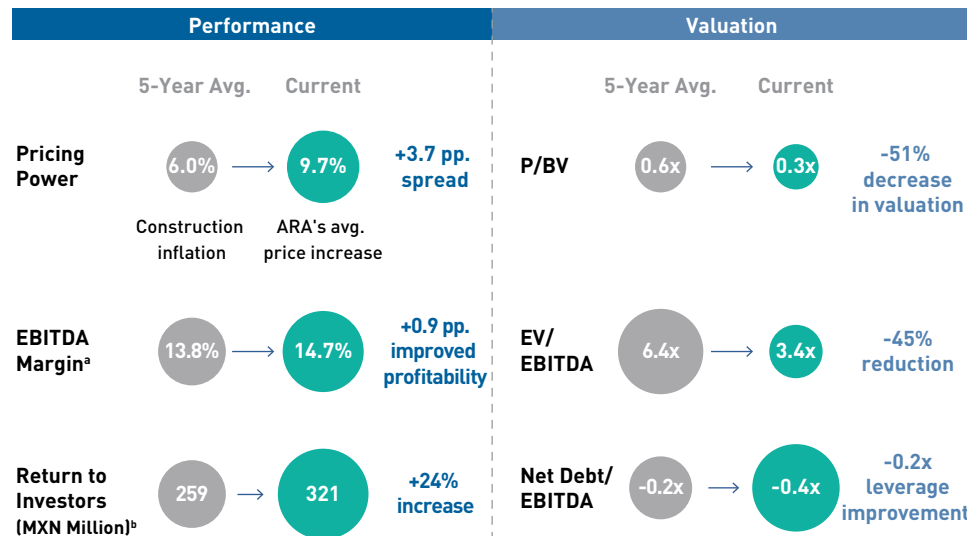 Performance
Valuation
5-Year Avg.
Current
5-Year Avg.
Current
Pricing
Power
6.0%
9.7%
+3.7 pp.
spread
Construction
inflation
ARA's avg.
price increase
P/BV
0.6x
0.3x
-51%
decrease
in valuation
EBITDA
Marginᵃ
13.8%
14.7%
+0.9 pp.
improved
profitability
EV/
EBITDA
6.4x
3.4x
-45%
reduction
Return to
Investors
(MXN Million)ᵇ
259
321
+24%
increase
Net Debt/
EBITDA
-0.2x
-0.4x
-0.2x
leverage
improvement